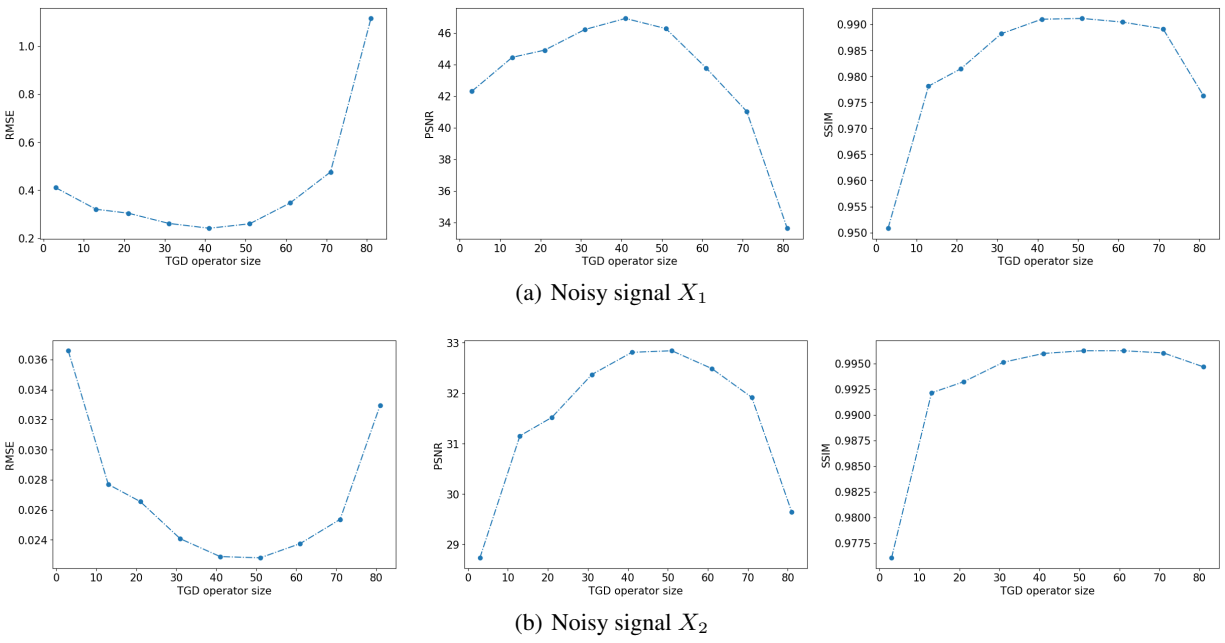 1.0
0.8
0.6
0.4
0.2
RMSE
0 10 20 30 40 50 60 70 80
TGD operator size
46
44
42
40
38
36
34
PSNR
0 10 20 30 40 50 60 70 80
TGD operator size
0.990
0.985
0.980
0.975
0.970
0.965
0.960
0.955
0.950
SSIM
0 10 20 30 40 50 60 70 80
TGD operator size
(a) Noisy signal X₁
0.036
0.034
0.032
0.030
0.028
0.026
0.024
RMSE
0 10 20 30 40 50 60 70 80
TGD operator size
33
32
31
30
29
PSNR
0 10 20 30 40 50 60 70 80
TGD operator size
0.9950
0.9925
0.9900
0.9875
0.9850
0.9825
0.9800
0.9775
SSIM
0 10 20 30 40 50 60 70 80
TGD operator size
(b) Noisy signal X₂